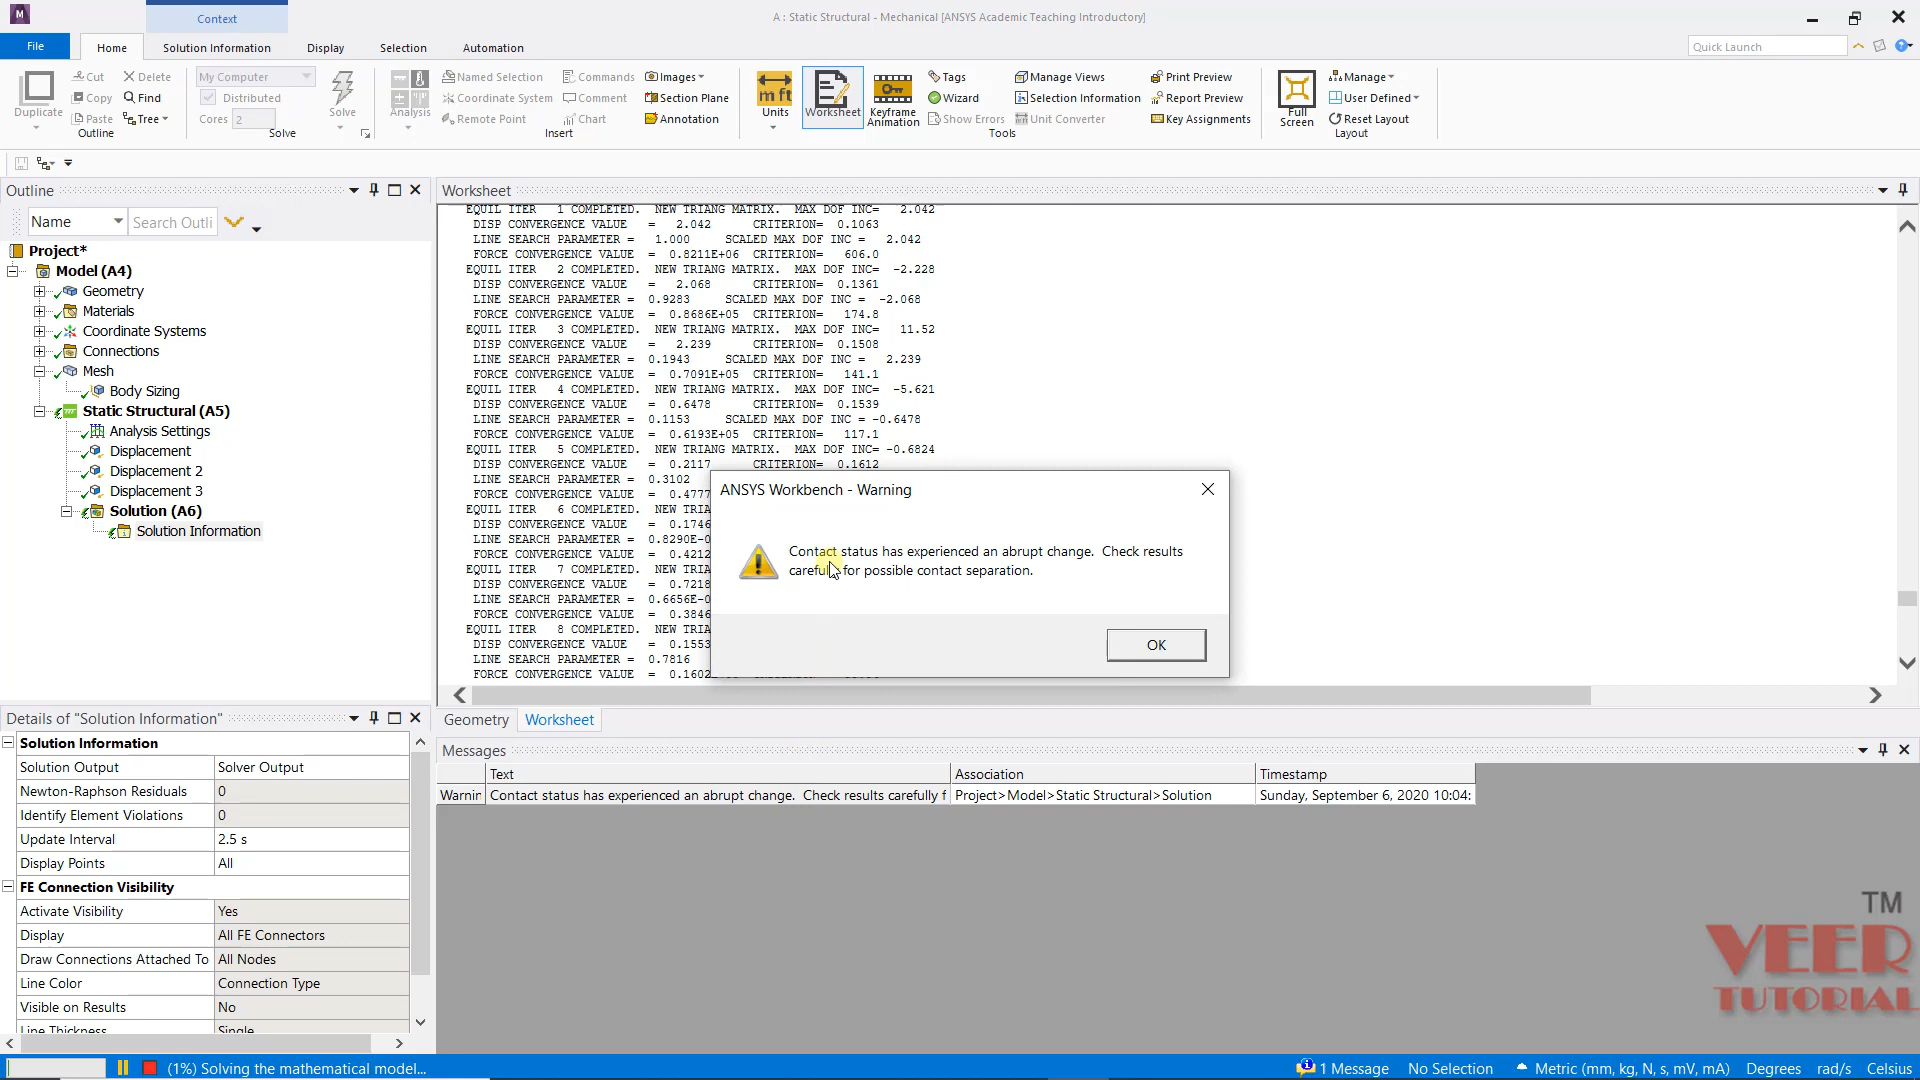 Context
A : Static Structural - Mechanical [ANSYS Academic Teaching Introductory]
File
Home
Solution Information
Display
Selection
Automation
Quick Launch
Duplicate
Cut
Copy
Paste
Delete
Find
Tree
Outline
My Computer
Distributed
Cores 2
Solve
Solve
Analysis
Named Selection
Coordinate System
Remote Point
Commands
Comment
Chart
Images
Section Plane
Annotation
Insert
Units
Worksheet
Keyframe
Animation
Tags
Wizard
Show Errors
Manage Views
Selection Information
Unit Converter
Print Preview
Report Preview
Key Assignments
Tools
Full
Screen
Manage
User Defined
Reset Layout
Layout
Outline
Name
Search Outli
Project*
Model (A4)
Geometry
Materials
Coordinate Systems
Connections
Mesh
Body Sizing
Static Structural (A5)
Analysis Settings
Displacement
Displacement 2
Displacement 3
Solution (A6)
Solution Information
Worksheet
EQUIL ITER 1 COMPLETED. NEW TRIANG MATRIX. MAX DOF INC= 2.042
DISP CONVERGENCE VALUE = 2.042 CRITERION= 0.1063
LINE SEARCH PARAMETER = 1.000 SCALED MAX DOF INC = 2.042
FORCE CONVERGENCE VALUE = 0.8211E+06 CRITERION= 606.0
EQUIL ITER 2 COMPLETED. NEW TRIANG MATRIX. MAX DOF INC= -2.228
DISP CONVERGENCE VALUE = 2.068 CRITERION= 0.1361
LINE SEARCH PARAMETER = 0.9283 SCALED MAX DOF INC = -2.068
FORCE CONVERGENCE VALUE = 0.8686E+05 CRITERION= 174.8
EQUIL ITER 3 COMPLETED. NEW TRIANG MATRIX. MAX DOF INC= 11.52
DISP CONVERGENCE VALUE = 2.239 CRITERION= 0.1508
LINE SEARCH PARAMETER = 0.1943 SCALED MAX DOF INC = 2.239
FORCE CONVERGENCE VALUE = 0.7091E+05 CRITERION= 141.1
EQUIL ITER 4 COMPLETED. NEW TRIANG MATRIX. MAX DOF INC= -5.621
DISP CONVERGENCE VALUE = 0.6478 CRITERION= 0.1539
LINE SEARCH PARAMETER = 0.1153 SCALED MAX DOF INC = -0.6478
FORCE CONVERGENCE VALUE = 0.6193E+05 CRITERION= 117.1
EQUIL ITER 5 COMPLETED. NEW TRIANG MATRIX. MAX DOF INC= -0.6824
DISP CONVERGENCE VALUE = 0.2117 CRITERION= 0.1612
LINE SEARCH PARAMETER = 0.3102
FORCE CONVERGENCE VALUE = 0.4777
EQUIL ITER 6 COMPLETED. NEW TRIA
DISP CONVERGENCE VALUE = 0.1746
LINE SEARCH PARAMETER = 0.8290E-0
FORCE CONVERGENCE VALUE = 0.4212
EQUIL ITER 7 COMPLETED. NEW TRIA
DISP CONVERGENCE VALUE = 0.7218
LINE SEARCH PARAMETER = 0.6656E-0
FORCE CONVERGENCE VALUE = 0.3846
EQUIL ITER 8 COMPLETED. NEW TRIA
DISP CONVERGENCE VALUE = 0.1553
LINE SEARCH PARAMETER = 0.7816
FORCE CONVERGENCE VALUE = 0.1602
ANSYS Workbench - Warning
Contact status has experienced an abrupt change. Check results
for possible contact separation.
OK
Geometry
Worksheet
Details of "Solution Information"
Solution Information
Solution Output Solver Output
Newton-Raphson Residuals 0
Identify Element Violations 0
Update Interval 2.5 s
Display Points All
FE Connection Visibility
Activate Visibility Yes
Display All FE Connectors
Draw Connections Attached To All Nodes
Line Color Connection Type
Visible on Results No
Line Thickness Single
Messages
Text Association Timestamp
Warnin Contact status has experienced an abrupt change. Check results carefully f Project>Model>Static Structural>Solution Sunday, September 6, 2020 10:04:
TM
VEER
TUTORIAL
(1%) Solving the mathematical model...
1 Message
No Selection
Metric (mm, kg, N, s, mV, mA)
Degrees
rad/s
Celsius